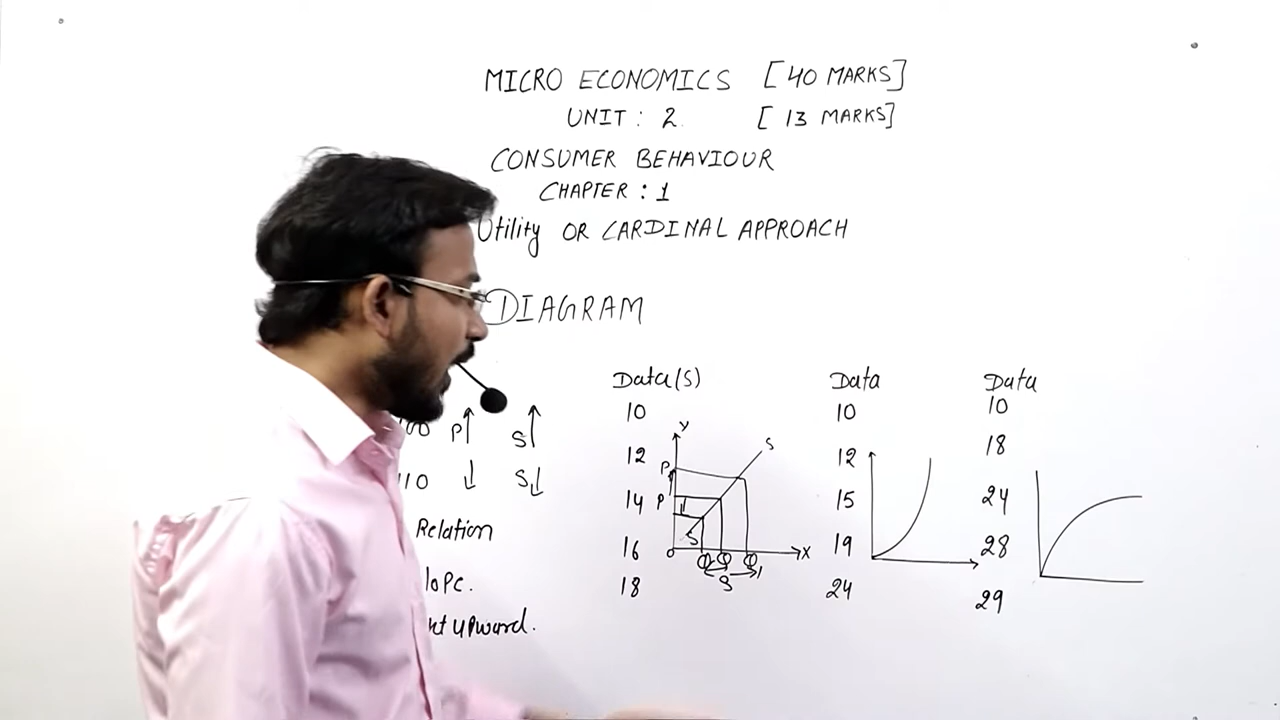 MICRO ECONOMICS [40 MARKS]
UNIT : 2 [13 MARKS]
CONSUMER BEHAVIOUR
CHAPTER : 1
Utility OR CARDINAL APPROACH
DIAGRAM
P↑ S↑
110 ↓ S↓
Relation
upward.
Data(S)
10
12
14
16
18
Y
S
P
P
S
O
X
Data
10
12
15
19
24
Data
10
18
24
28
29